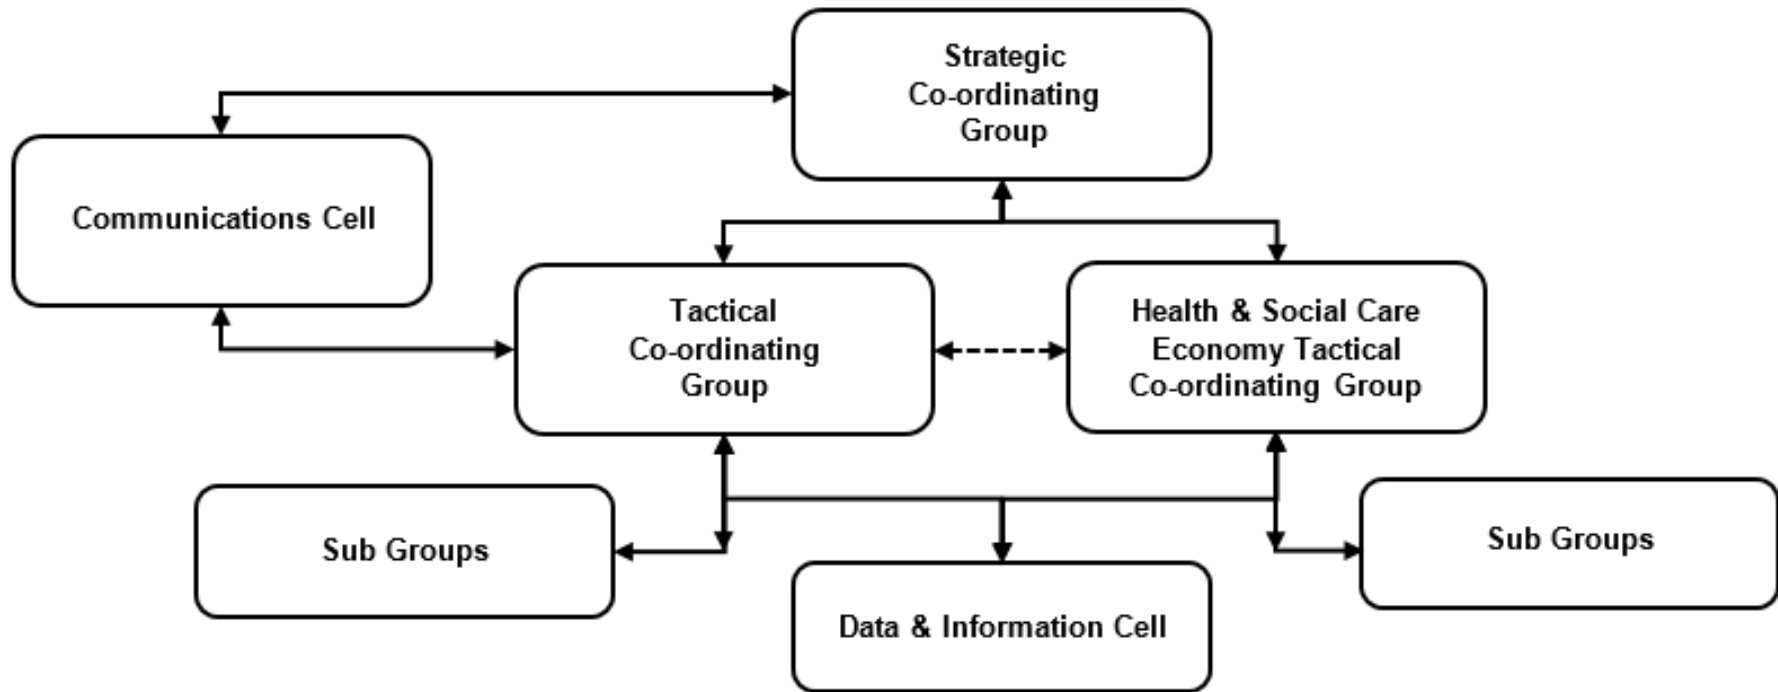 Strategic
Co-ordinating
Group
Communications Cell
Tactical
Co-ordinating
Group
Health & Social Care
Economy Tactical
Co-ordinating Group
Sub Groups
Sub Groups
Data & Information Cell